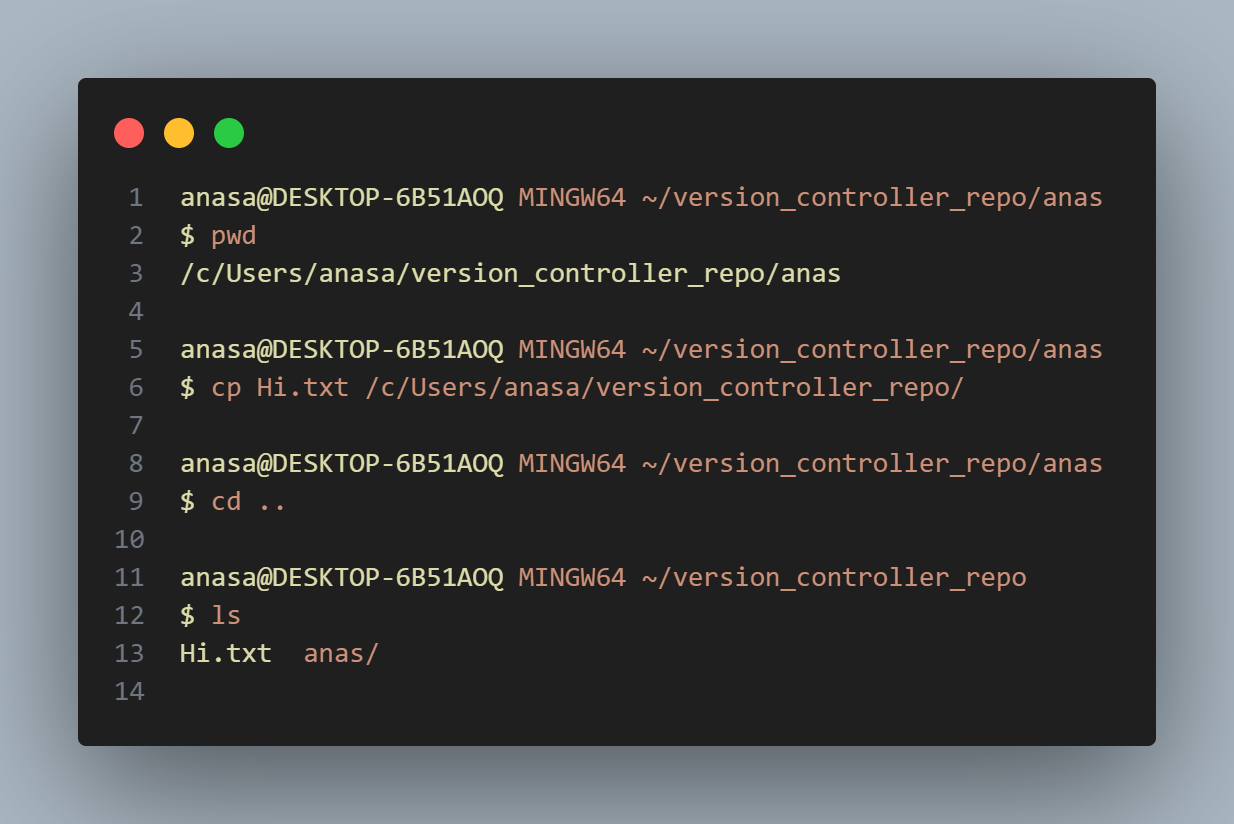 1 anasa@DESKTOP-6B51AOQ MINGW64 ~/version_controller_repo/anas
2 $ pwd
3 /c/Users/anasa/version_controller_repo/anas
4
5 anasa@DESKTOP-6B51AOQ MINGW64 ~/version_controller_repo/anas
6 $ cp Hi.txt /c/Users/anasa/version_controller_repo/
7
8 anasa@DESKTOP-6B51AOQ MINGW64 ~/version_controller_repo/anas
9 $ cd ..
10
11 anasa@DESKTOP-6B51AOQ MINGW64 ~/version_controller_repo
12 $ ls
13 Hi.txt  anas/
14